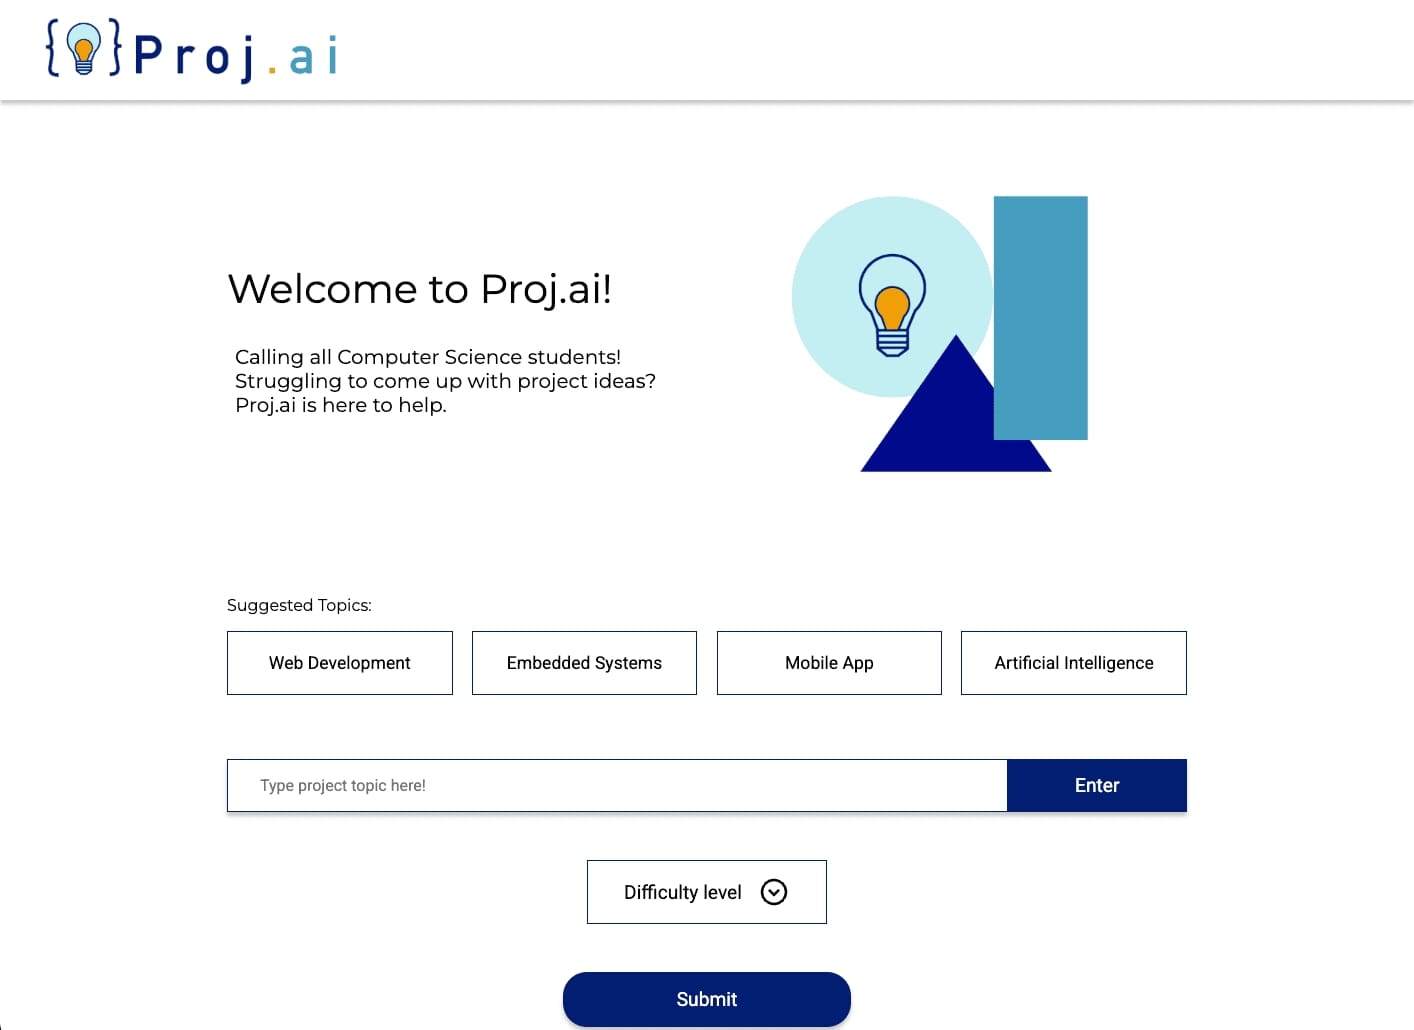 { } Proj.ai
Welcome to Proj.ai!
Calling all Computer Science students!
Struggling to come up with project ideas?
Proj.ai is here to help.
Suggested Topics:
Web Development
Embedded Systems
Mobile App
Artificial Intelligence
Type project topic here!
Enter
Difficulty level
Submit